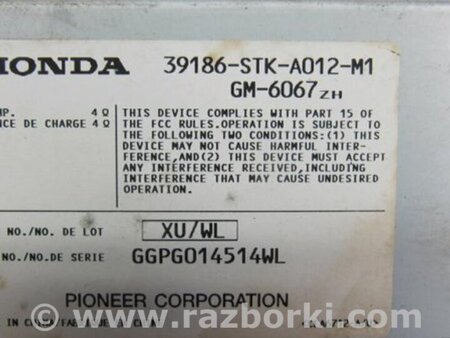 HONDA 39186-STK-A012-M1
GM-6067ZH
MP. 4Ω
NCE DE CHARGE 4Ω
THIS DEVICE COMPLIES WITH PART 15 OF
THE FCC RULES.OPERATION IS SUBJECT TO
THE FOLLOWING TWO CONDITIONS:(1) THIS
DEVICE MAY NOT CAUSE HARMFUL INTER-
FERENCE,AND(2) THIS DEVICE MUST ACCEPT
ANY INTERFERENCE RECEIVED,INCLUDING
INTERFERENCE THAT MAY CAUSE UNDESIRED
OPERATION.
NO./NO. DE LOT XU/WL
NO./NO.DE SERIE GGPG014514WL
PIONEER CORPORATION
IN
www.razborki.com